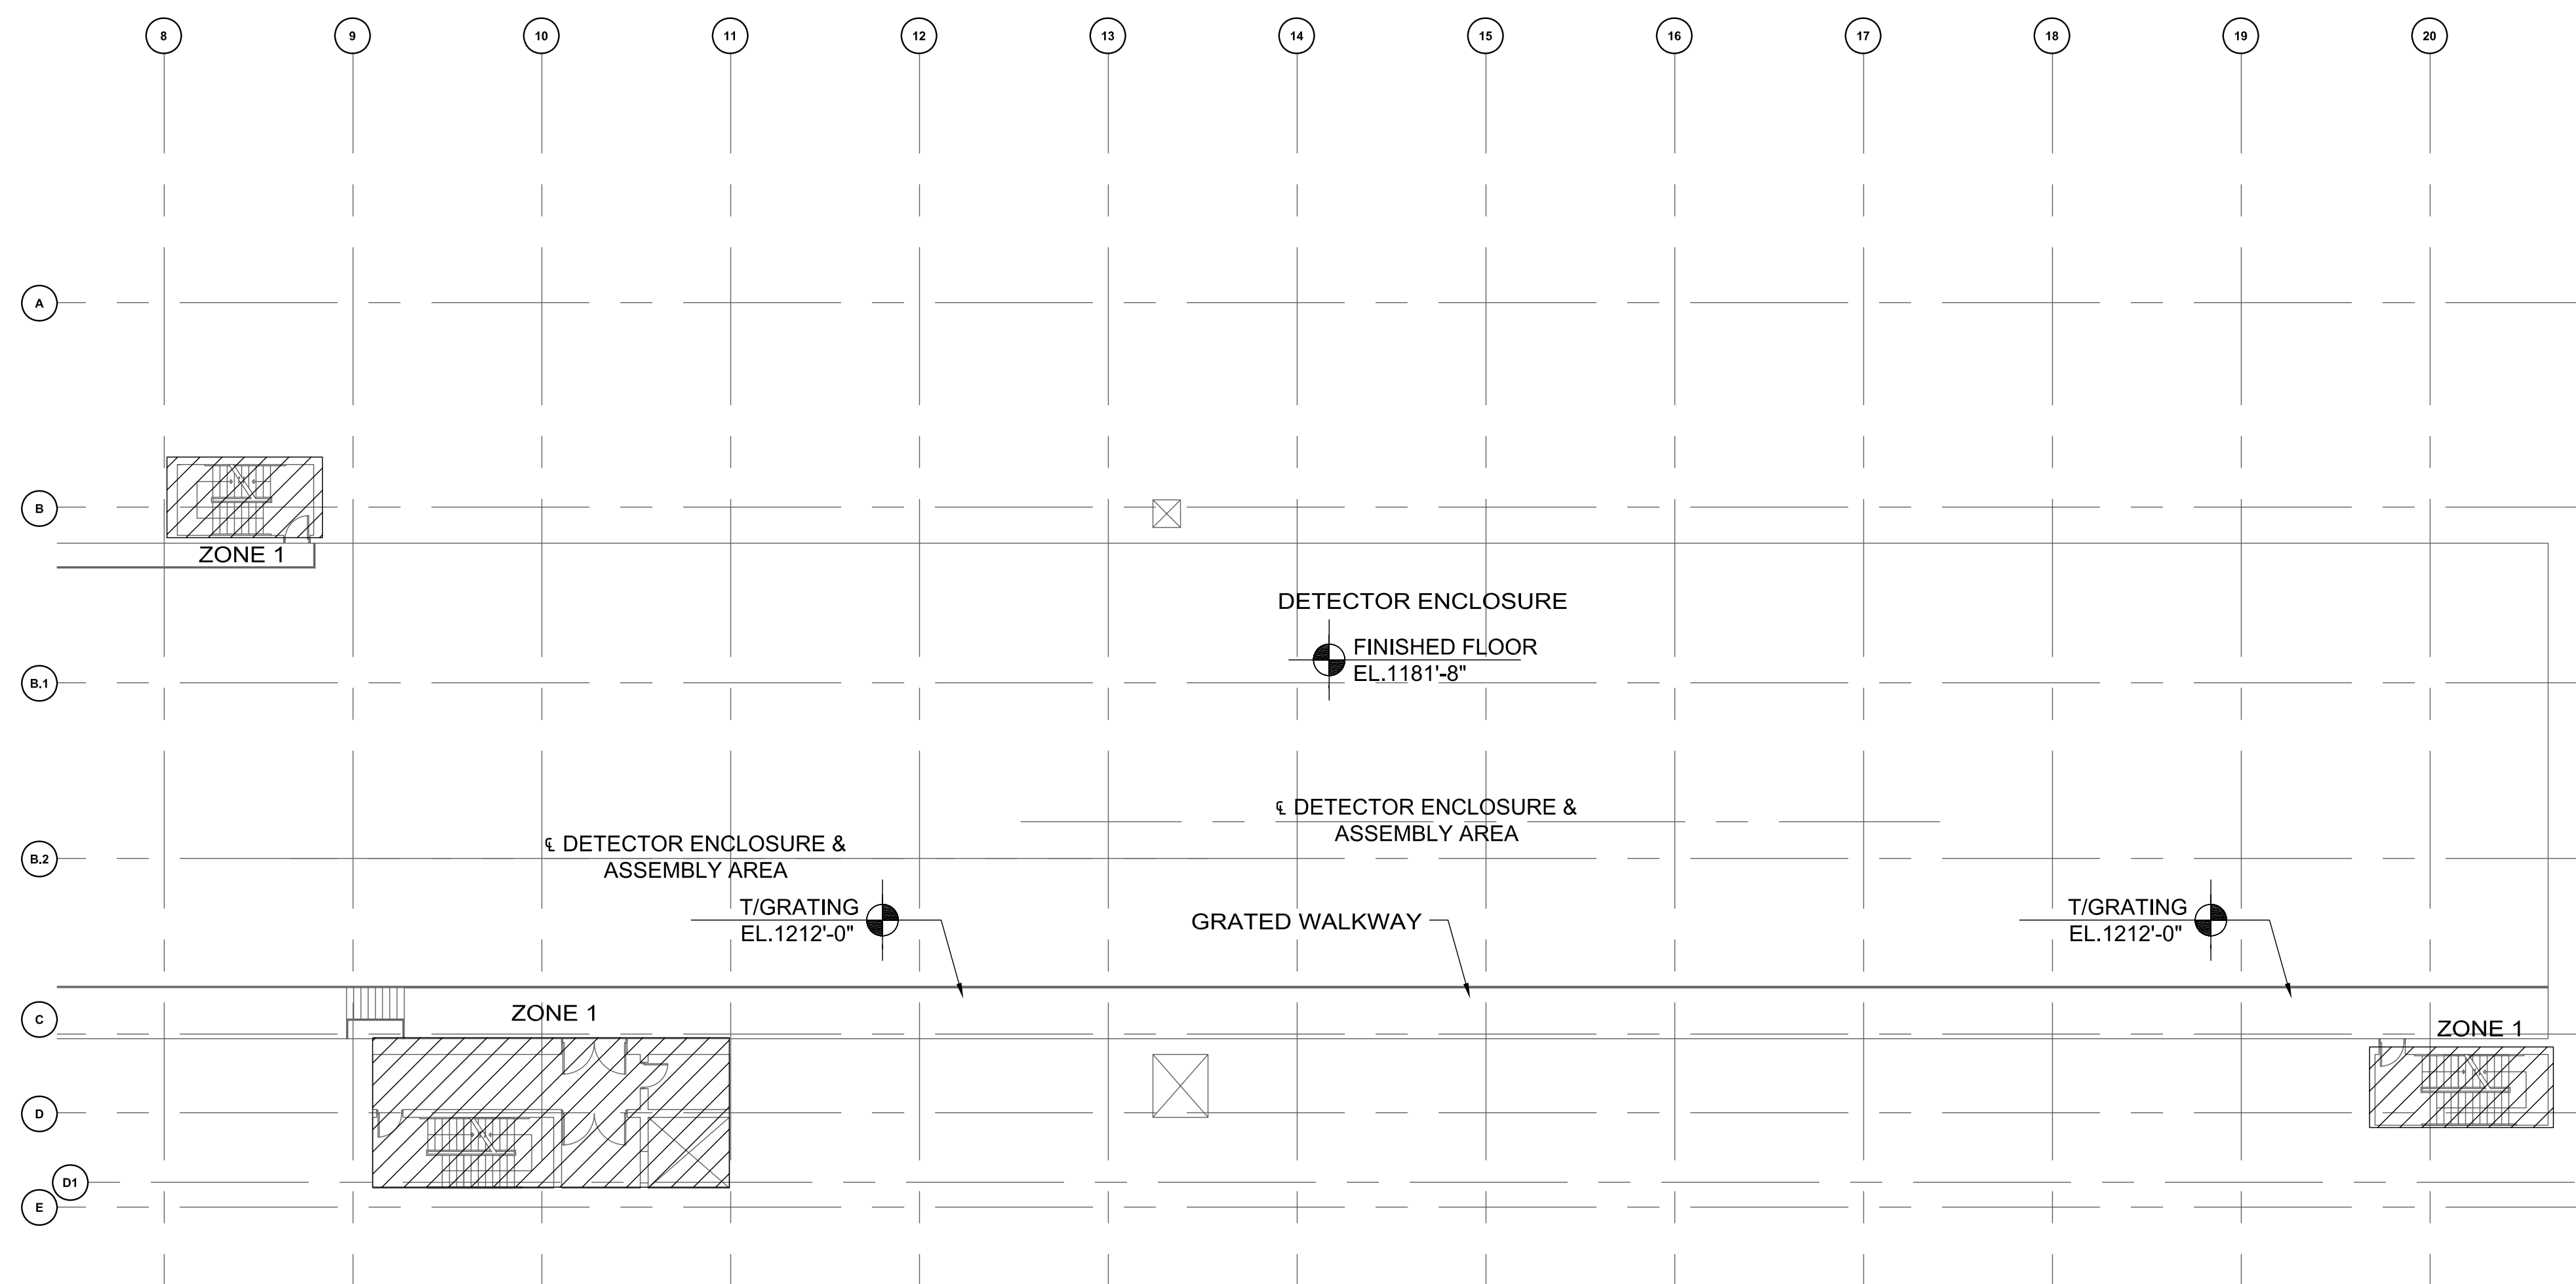 8
9
10
11
12
13
14
15
16
17
18
19
20
A
B
ZONE 1
DETECTOR ENCLOSURE
FINISHED FLOOR
EL.1181'-8"
B.1
℄ DETECTOR ENCLOSURE &
ASSEMBLY AREA
℄ DETECTOR ENCLOSURE &
ASSEMBLY AREA
B.2
T/GRATING
EL.1212'-0"
GRATED WALKWAY
T/GRATING
EL.1212'-0"
C
ZONE 1
ZONE 1
D
D1
E